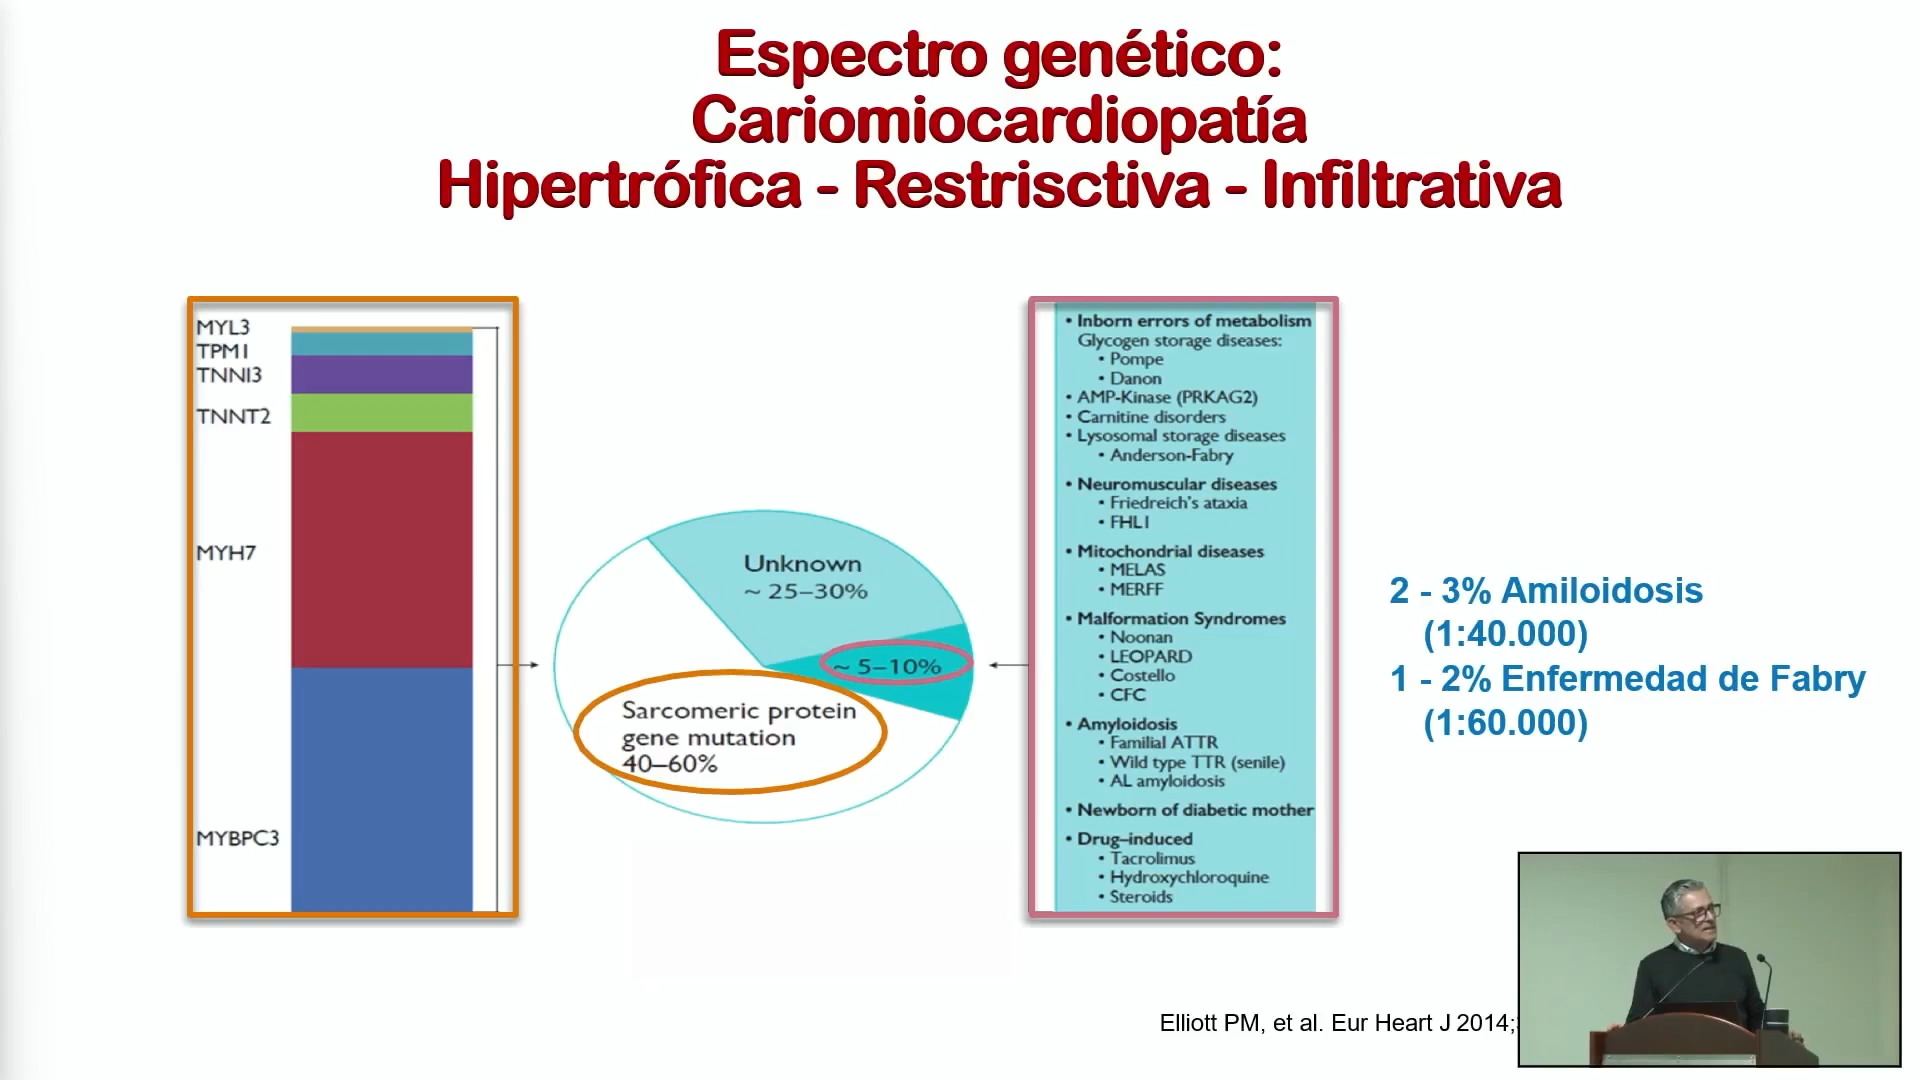 Espectro genético:
Cariomiocardiopatía
Hipertrófica - Restrisctiva - Infiltrativa
MYL3
TPM1
TNNI3
TNNT2
MYH7
MYBPC3
Unknown
~ 25–30%
~ 5–10%
Sarcomeric protein
gene mutation
40–60%
• Inborn errors of metabolism
Glycogen storage diseases:
• Pompe
• Danon
• AMP-Kinase (PRKAG2)
• Carnitine disorders
• Lysosomal storage diseases
• Anderson-Fabry
• Neuromuscular diseases
• Friedreich's ataxia
• FHL1
• Mitochondrial diseases
• MELAS
• MERFF
• Malformation Syndromes
• Noonan
• LEOPARD
• Costello
• CFC
• Amyloidosis
• Familial ATTR
• Wild type TTR (senile)
• AL amyloidosis
• Newborn of diabetic mother
• Drug–induced
• Tacrolimus
• Hydroxychloroquine
• Steroids
2 - 3% Amiloidosis
(1:40.000)
1 - 2% Enfermedad de Fabry
(1:60.000)
Elliott PM, et al. Eur Heart J 2014;